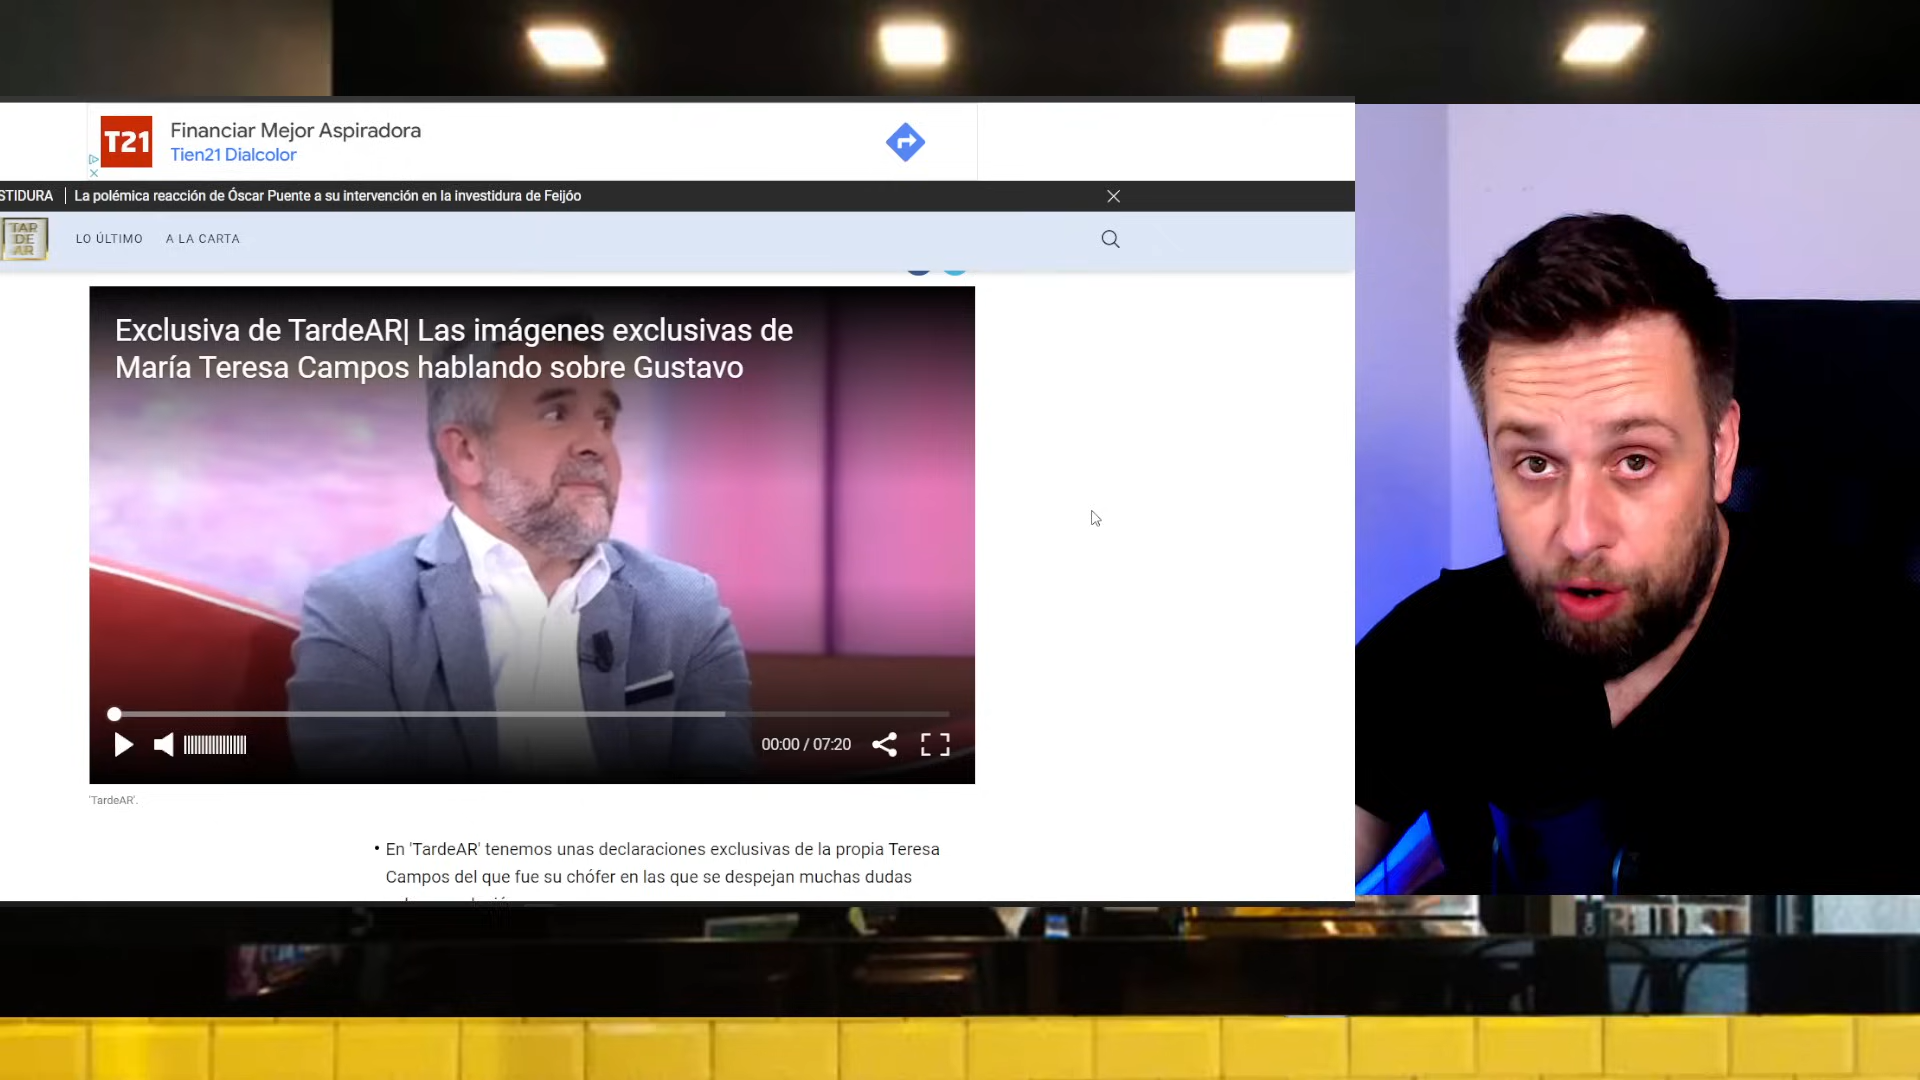 T21
Financiar Mejor Aspiradora
Tien21 Dialcolor
STIDURA | La polémica reacción de Óscar Puente a su intervención en la investidura de Feijóo
TAR
DE
AR
LO ÚLTIMO
A LA CARTA
Exclusiva de TardeAR| Las imágenes exclusivas de
María Teresa Campos hablando sobre Gustavo
00:00 / 07:20
'TardeAR'.
• En 'TardeAR' tenemos unas declaraciones exclusivas de la propia Teresa
Campos del que fue su chófer en las que se despejan muchas dudas